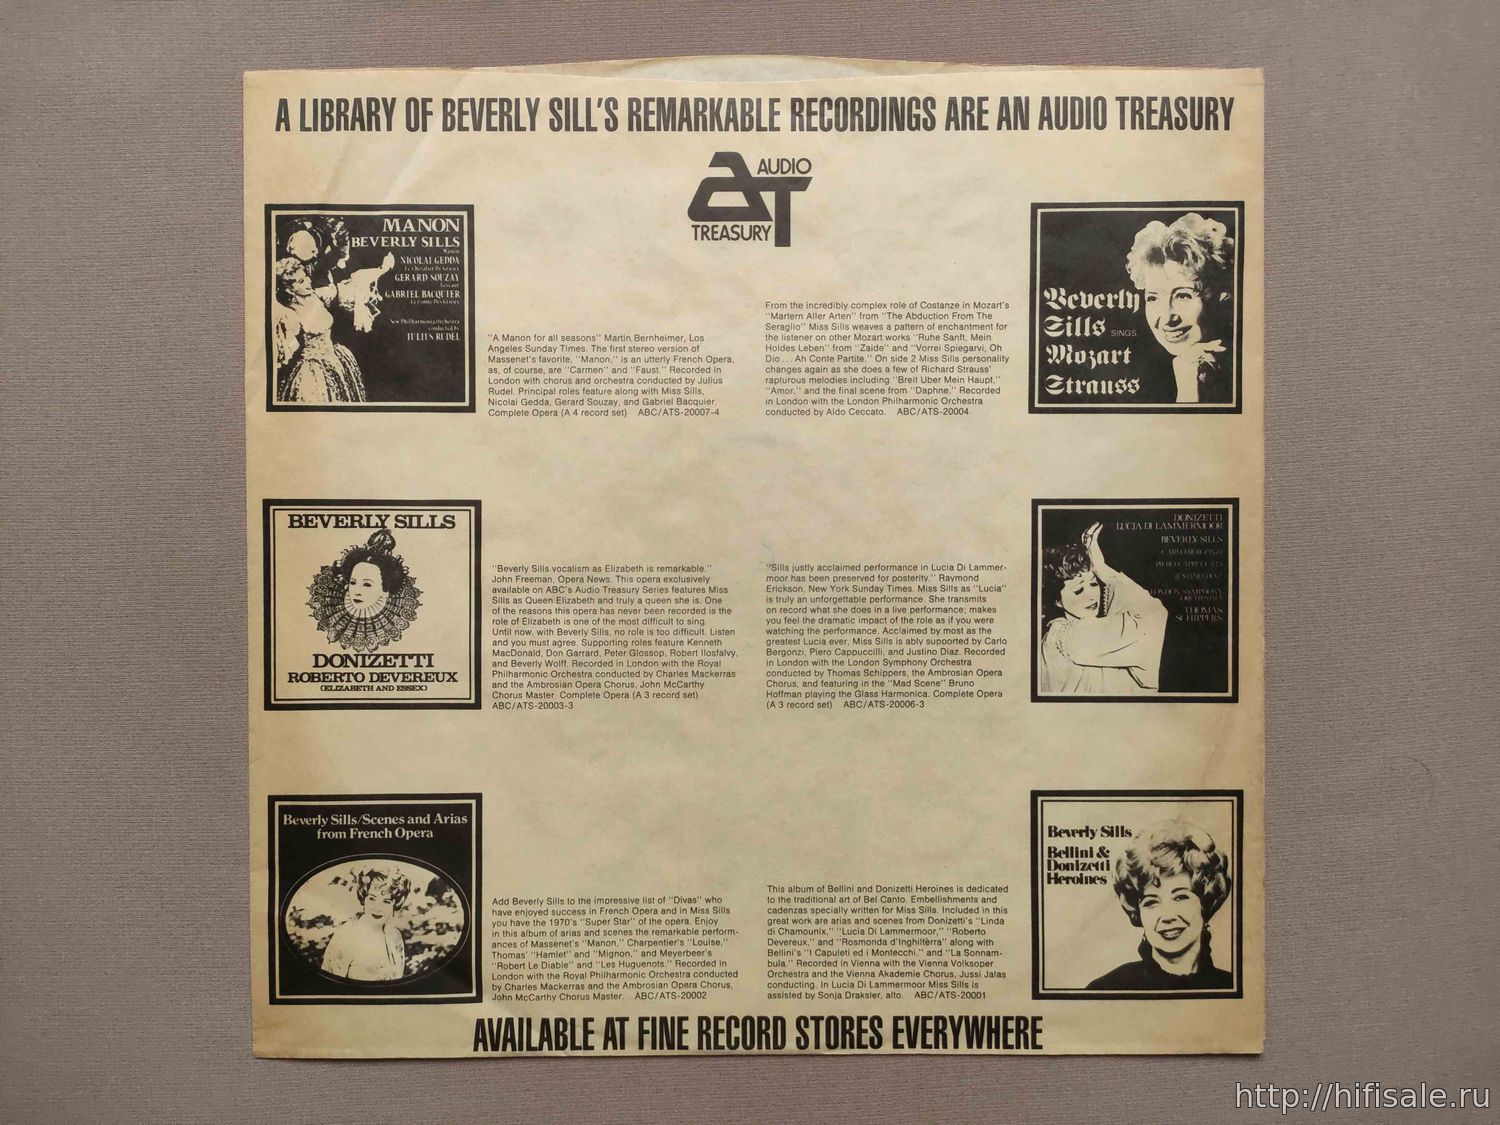 A LIBRARY OF BEVERLY SILL'S REMARKABLE RECORDINGS ARE AN AUDIO TREASURY
AUDIO
AT
TREASURY
MANON
BEVERLY SILLS
Manon
NICOLAI GEDDA
GERARD SOUZAY
Lescaut
GABRIEL BACQUIER
New Philharmonia Orchestra
conducted by
JULIUS RUDEL
"A Manon for all seasons" Martin Bernheimer, Los
Angeles Sunday Times. The first stereo version of
Massenet's favorite, "Manon," is an utterly French Opera,
as, of course, are "Carmen" and "Faust." Recorded in
London with chorus and orchestra conducted by Julius
Rudel. Principal roles feature along with Miss Sills,
Nicolai Gedda, Gerard Souzay, and Gabriel Bacquier.
Complete Opera (A 4 record set) ABC/ATS-20007-4
From the incredibly complex role of Costanze in Mozart's
"Martern Aller Arten" from "The Abduction From The
Seraglio" Miss Sills weaves a pattern of enchantment for
the listener on other Mozart works "Ruhe Sanft, Mein
Holdes Leben" from "Zaide" and "Vorrei Spiegarvi, Oh
Dio . . . Ah Conte Partite." On side 2 Miss Sills personality
changes again as she does a few of Richard Strauss'
rapturous melodies including "Breit Uber Mein Haupt,"
"Amor," and the final scene from "Daphne." Recorded
in London with the London Philharmonic Orchestra
conducted by Aldo Ceccato. ABC/ATS-20004
Beverly
Sills SINGS
Mozart
Strauss
BEVERLY SILLS
DONIZETTI
ROBERTO DEVEREUX
(ELIZABETH AND ESSEX)
"Beverly Sills vocalism as Elizabeth is remarkable."
John Freeman, Opera News. This opera exclusively
available on ABC's Audio Treasury Series features Miss
Sills as Queen Elizabeth and truly a queen she is. One
of the reasons this opera has never been recorded is the
role of Elizabeth is one of the most difficult to sing.
Until now, with Beverly Sills, no role is too difficult. Listen
and you must agree. Supporting roles feature Kenneth
MacDonald, Don Garrard, Peter Glossop, Robert Ilosfalvy,
and Beverly Wolff. Recorded in London with the Royal
Philharmonic Orchestra conducted by Charles Mackerras
and the Ambrosian Opera Chorus, John McCarthy
Chorus Master. Complete Opera (A 3 record set)
ABC/ATS-20003-3
"Sills justly acclaimed performance in Lucia Di Lammer-
moor has been preserved for posterity." Raymond
Erickson, New York Sunday Times. Miss Sills as "Lucia"
is truly an unforgettable performance. She transmits
on record what she does in a live performance; makes
you feel the dramatic impact of the role as if you were
watching the performance. Acclaimed by most as the
greatest Lucia ever, Miss Sills is ably supported by Carlo
Bergonzi, Piero Cappuccilli, and Justino Diaz. Recorded
in London with the London Symphony Orchestra
conducted by Thomas Schippers, the Ambrosian Opera
Chorus, and featuring in the "Mad Scene" Bruno
Hoffman playing the Glass Harmonica. Complete Opera
(A 3 record set) ABC/ATS-20006-3
DONIZETTI
LUCIA DI LAMMERMOOR
BEVERLY SILLS
CARLO BERGONZI
PIERO CAPPUCCILLI
JUSTINO DIAZ
LONDON SYMPHONY
ORCHESTRA
THOMAS
SCHIPPERS
Beverly Sills/Scenes and Arias
from French Opera
Add Beverly Sills to the impressive list of "Divas" who
have enjoyed success in French Opera and in Miss Sills
you have the 1970's "Super Star" of the opera. Enjoy
in this album of arias and scenes the remarkable perform-
ances of Massenet's "Manon," Charpentier's "Louise,"
Thomas' "Hamlet" and "Mignon," and Meyerbeer's
"Robert Le Diable" and "Les Huguenots." Recorded in
London with the Royal Philharmonic Orchestra conducted
by Charles Mackerras and the Ambrosian Opera Chorus,
John McCarthy Chorus Master. ABC/ATS-20002
This album of Bellini and Donizetti Heroines is dedicated
to the traditional art of Bel Canto. Embellishments and
cadenzas specially written for Miss Sills. Included in this
great work are arias and scenes from Donizetti's "Linda
di Chamounix," "Lucia Di Lammermoor," "Roberto
Devereux," and "Rosmonda d'Inghilterra" along with
Bellini's "I Capuleti ed i Montecchi," and "La Sonnam-
bula." Recorded in Vienna with the Vienna Volksoper
Orchestra and the Vienna Akademie Chorus, Jussi Jalas
conducting. In Lucia Di Lammermoor Miss Sills is
assisted by Sonja Draksler, alto. ABC/ATS-20001
Beverly Sills
Bellini &
Donizetti
Heroines
AVAILABLE AT FINE RECORD STORES EVERYWHERE
http://hifisale.ru